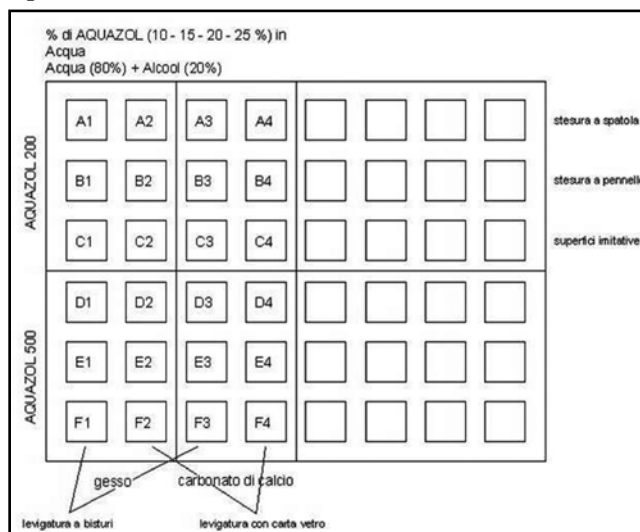 % di AQUAZOL (10 - 15 - 20 - 25 %) in
Acqua
Acqua (80%) + Alcool (20%)
AQUAZOL 200
A1 A2 A3 A4
stesura a spatola
B1 B2 B3 B4
stesura a pennello
C1 C2 C3 C4
superfici imitative
AQUAZOL 500
D1 D2 D3 D4
E1 E2 E3 E4
F1 F2 F3 F4
gesso carbonato di calcio
levigatura a bisturi levigatura con carta vetro